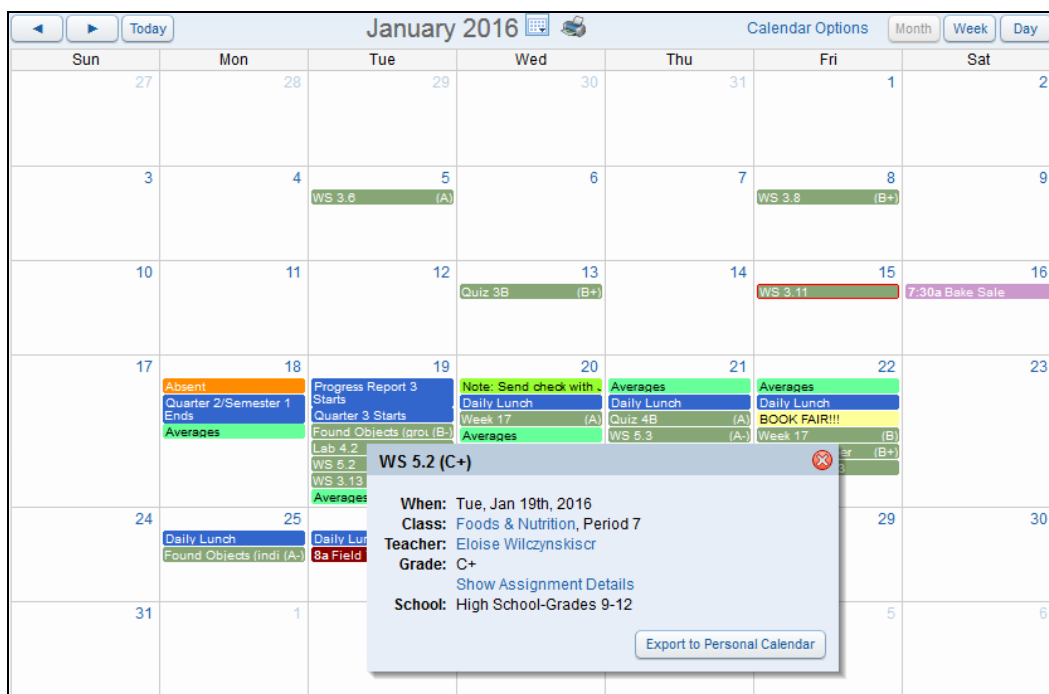 Today
January 2016
Calendar Options
Month
Week
Day
Sun
Mon
Tue
Wed
Thu
Fri
Sat
27
28
29
30
31
1
2
3
4
5
6
7
8
9
WS 3.6 (A)
WS 3.8 (B+)
10
11
12
13
14
15
16
Quiz 3B (B+)
WS 3.11
7:30a Bake Sale
17
18
19
20
21
22
23
Absent
Quarter 2/Semester 1
Ends
Averages
Progress Report 3
Starts
Quarter 3 Starts
Found Objects (grou (B-)
Lab 4.2
WS 5.2
WS 3.13
Averages
Note: Send check with
Daily Lunch
Week 17 (A)
Averages
Averages
Daily Lunch
Quiz 4B (A)
WS 5.3 (A-)
Averages
Daily Lunch
BOOK FAIR!!!
Week 17 (B)
er (B+)
3
WS 5.2 (C+)
When: Tue, Jan 19th, 2016
Class: Foods & Nutrition, Period 7
Teacher: Eloise Wilczynskiscr
Grade: C+
Show Assignment Details
School: High School-Grades 9-12
Export to Personal Calendar
24
25
29
30
Daily Lunch
Found Objects (indi (A-)
Daily Lun
8a Field
31
1
5
6